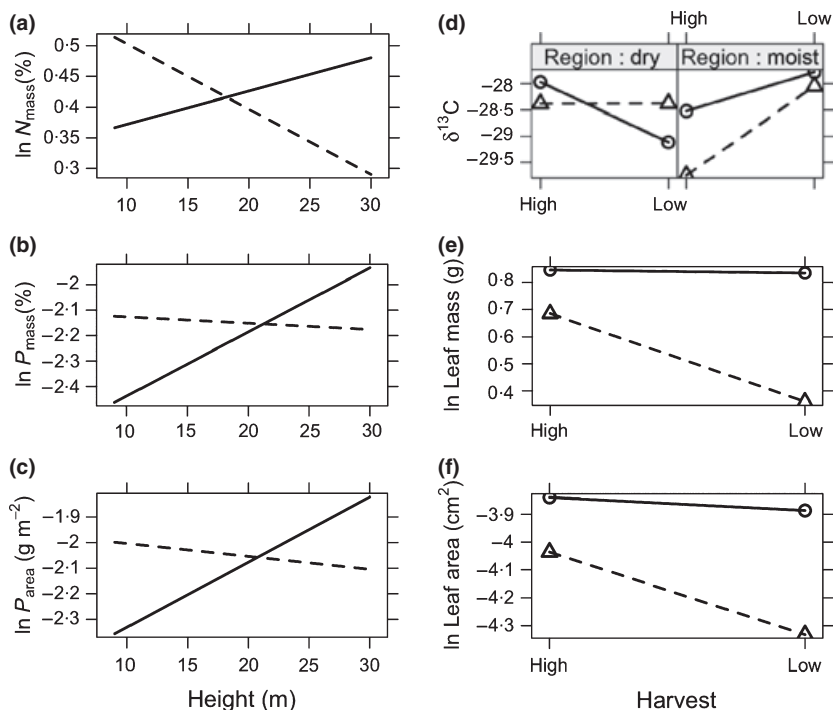 (a)
ln Nmass(%)
0·5
0·45
0·4
0·35
0·3
10 15 20 25 30
(b)
ln Pmass(%)
−2
−2·1
−2·2
−2·3
−2·4
10 15 20 25 30
(c)
ln Parea (g m−2)
−1·9
−2
−2·1
−2·2
−2·3
10 15 20 25 30
Height (m)
(d)
High Low
Region : dry Region : moist
δ13C
−28
−28·5
−29
−29·5
High Low
(e)
ln Leaf mass (g)
0·8
0·7
0·6
0·5
0·4
High Low
(f)
ln Leaf area (cm2)
−3·9
−4
−4·1
−4·2
−4·3
High Low
Harvest